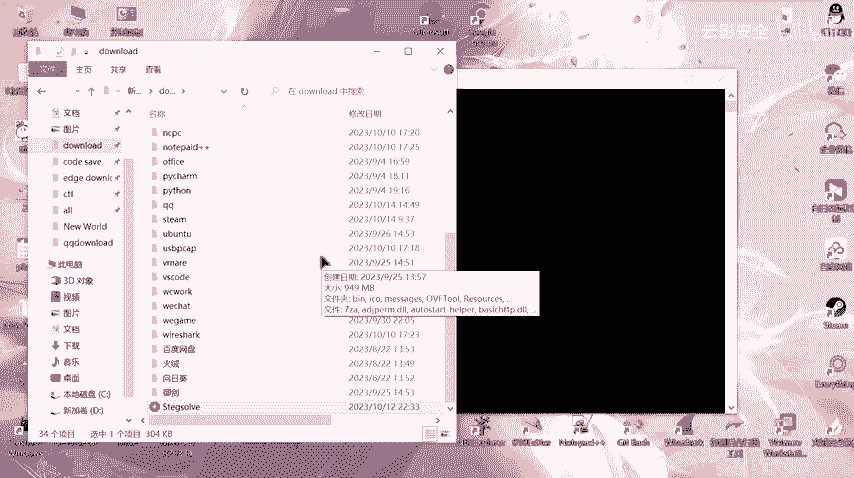 云影安全
download
主页 共享 查看
do...
在 download 中搜索
名称 修改日期
文档
图片
download
code save
edge downlc
ctf
all
New World
qqdownload
此电脑
3D 对象
视频
图片
文档
下载
音乐
桌面
本地磁盘 (C:)
新加卷 (D:)
ncpc 2023/10/10 17:20
notepaid++ 2023/10/10 17:25
office 2023/9/4 16:59
pycharm 2023/9/4 18:11
python 2023/9/4 19:16
qq 2023/10/14 14:49
steam 2023/10/14 9:37
ubuntu 2023/9/26 14:53
usbpcap 2023/10/10 17:18
vmare 2023/9/25 14:51
vscode
wcwork
wechat
wegame 2023/9/30 22:05
wireshark 2023/10/10 17:23
百度网盘 2023/8/22 13:53
火绒 2023/8/22 13:49
向日葵 2023/8/22 13:52
2023/9/25 14:53
Stegsolve 2023/10/12 22:33
创建日期: 2023/9/25 13:57
大小: 949 MB
文件夹: bin, ico, messages, OVFTool, Resources, ...
文件: 7za, adjperm.dll, autostart-helper, basichttp.dll, ...
34 个项目 选中 1 个项目 304 KB
Steam
Everything
Notepad++
Git Bash
Wireshark
VMware
Workstati...